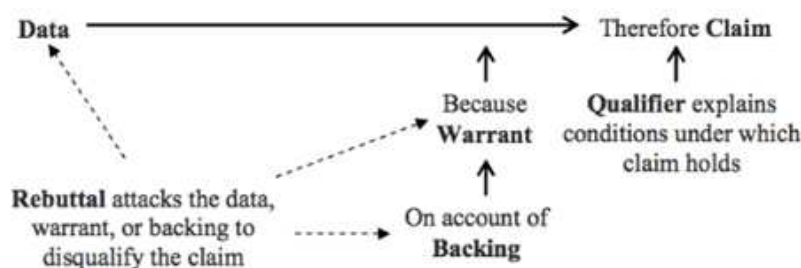 Data
Therefore Claim
Because
Warrant
Qualifier explains
conditions under which
claim holds
Rebuttal attacks the data,
warrant, or backing to
disqualify the claim
On account of
Backing